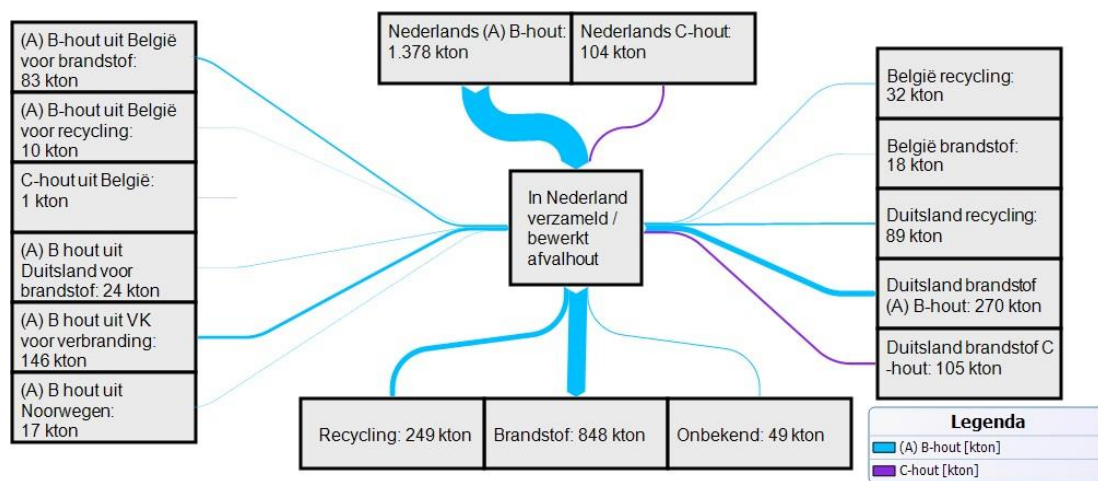 (A) B-hout uit België
voor brandstof:
83 kton
(A) B-hout uit België
voor recycling:
10 kton
C-hout uit België:
1 kton
(A) B hout uit
Duitsland voor
brandstof: 24 kton
(A) B hout uit VK
voor verbranding:
146 kton
(A) B hout uit
Noorwegen:
17 kton
Nederlands (A) B-hout:
1.378 kton
Nederlands C-hout:
104 kton
In Nederland
verzameld /
bewerkt
afvalhout
Recycling: 249 kton
Brandstof: 848 kton
Onbekend: 49 kton
België recycling:
32 kton
België brandstof:
18 kton
Duitsland recycling:
89 kton
Duitsland brandstof
(A) B-hout: 270 kton
Duitsland brandstof C
-hout: 105 kton
Legenda
(A) B-hout [kton]
C-hout [kton]